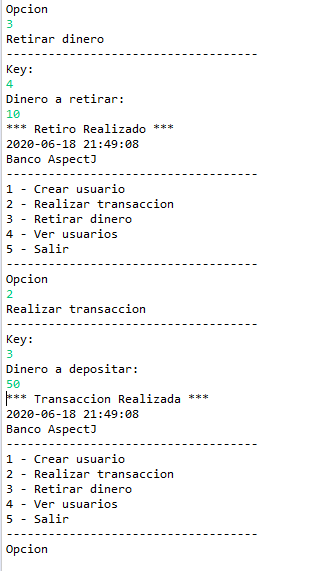 Opcion
3
Retirar dinero
--------------------------------------
Key:
4
Dinero a retirar:
10
*** Retiro Realizado ***
2020-06-18 21:49:08
Banco AspectJ
--------------------------------------
1 - Crear usuario
2 - Realizar transaccion
3 - Retirar dinero
4 - Ver usuarios
5 - Salir
--------------------------------------
Opcion
2
Realizar transaccion
--------------------------------------
Key:
3
Dinero a depositar:
50
*** Transaccion Realizada ***
2020-06-18 21:49:08
Banco AspectJ
--------------------------------------
1 - Crear usuario
2 - Realizar transaccion
3 - Retirar dinero
4 - Ver usuarios
5 - Salir
--------------------------------------
Opcion